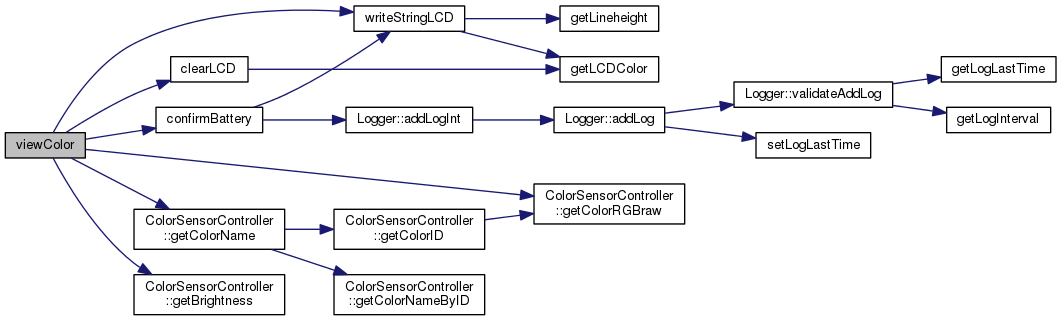 writeStringLCD
getLineheight
clearLCD
getLCDColor
getLogLastTime
Logger::validateAddLog
confirmBattery
Logger::addLogInt
Logger::addLog
getLogInterval
viewColor
setLogLastTime
ColorSensorController
::getColorRGBraw
ColorSensorController
::getColorName
ColorSensorController
::getColorID
ColorSensorController
::getBrightness
ColorSensorController
::getColorNameByID